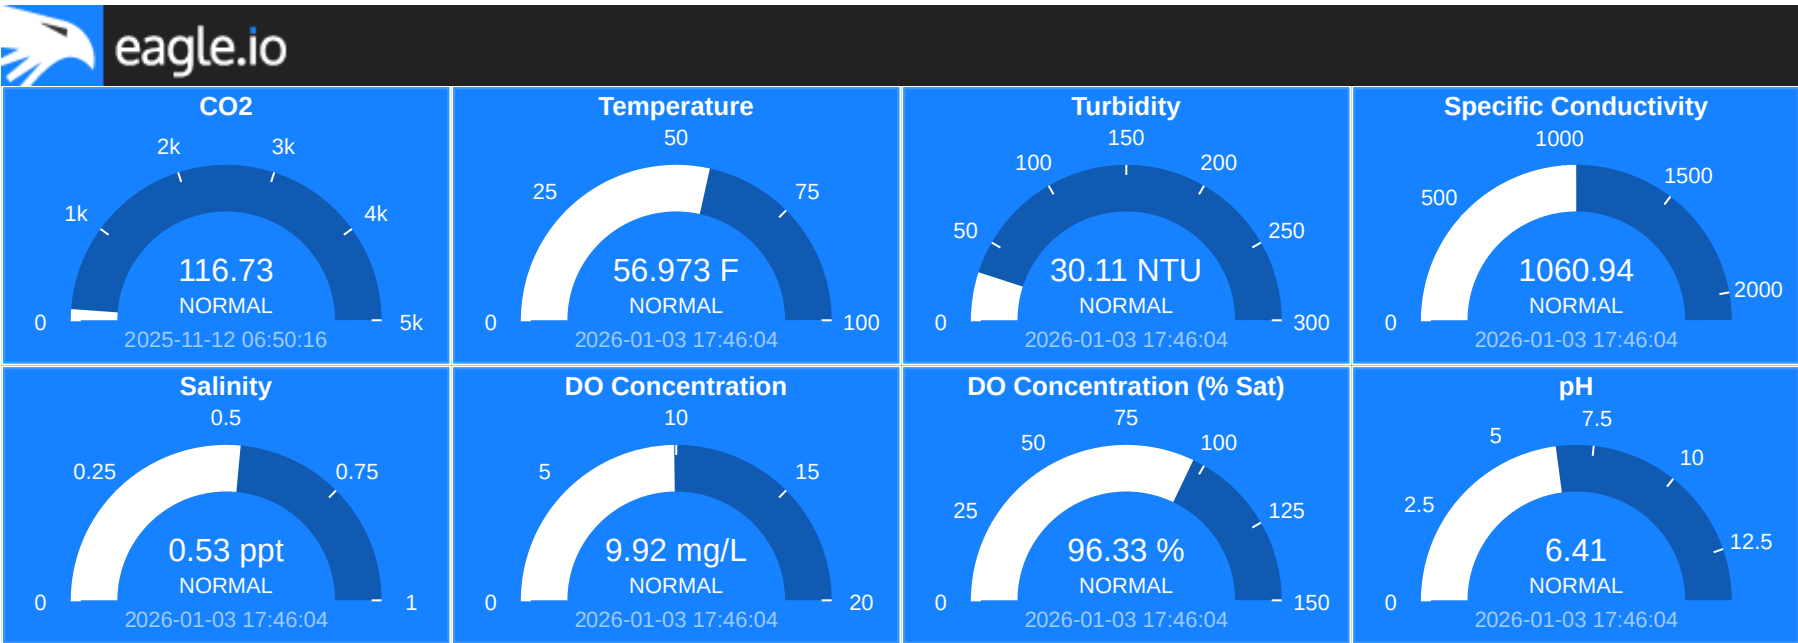 eagle.io
CO2
2k
3k
1k
4k
116.73
NORMAL
0
5k
2025-11-12 06:50:16
Temperature
50
25
75
56.973 F
NORMAL
0
100
2026-01-03 17:46:04
Turbidity
150
100
200
50
250
30.11 NTU
NORMAL
0
300
2026-01-03 17:46:04
Specific Conductivity
1000
1500
500
1060.94
2000
NORMAL
0
2026-01-03 17:46:04
Salinity
0.5
0.25
0.75
0.53 ppt
NORMAL
0
1
2026-01-03 17:46:04
DO Concentration
10
5
15
9.92 mg/L
NORMAL
0
20
2026-01-03 17:46:04
DO Concentration (% Sat)
75
50
100
25
125
96.33 %
NORMAL
0
150
2026-01-03 17:46:04
pH
7.5
5
10
2.5
12.5
6.41
NORMAL
0
2026-01-03 17:46:04